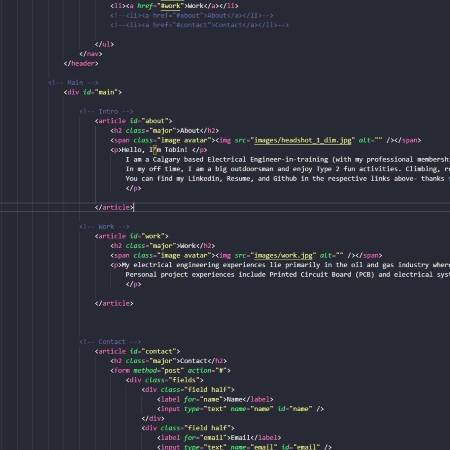 <li><a href="#work">Work</a></li>
<!--<li><a href="#about">About</a></li>-->
<!--<li><a href="#contact">Contact</a></li>-->
</ul>
</nav>
</header>
<!-- Main -->
<div id="main">
<!-- Intro -->
<article id="about">
<h2 class="major">About</h2>
<span class="image avatar"><img src="images/headshot_1_dim.jpg" alt="" /></span>
<p>Hello, I'm Tobin! </p>
I am a Calgary based Electrical Engineer-in-training (with my professional membersh
In my off time, I am a big outdoorsman and enjoy Type 2 fun activities. Climbing, r
You can find my Linkedin, Resume, and Github in the respective links above- thanks
</p>
</article>
<!-- Work -->
<article id="work">
<h2 class="major">Work</h2>
<span class="image avatar"><img src="images/work.jpg" alt="" /></span>
<p>My electrical engineering experiences lie primarily in the oil and gas industry wher
Personal project experiences include Printed Circuit Board (PCB) and electrical sys
</p>
</article>
<!-- Contact -->
<article id="contact">
<h2 class="major">Contact</h2>
<form method="post" action="#">
<div class="fields">
<div class="field half">
<label for="name">Name</label>
<input type="text" name="name" id="name" />
</div>
<div class="field half">
<label for="email">Email</label>
<input type="text" name="email" id="email" />